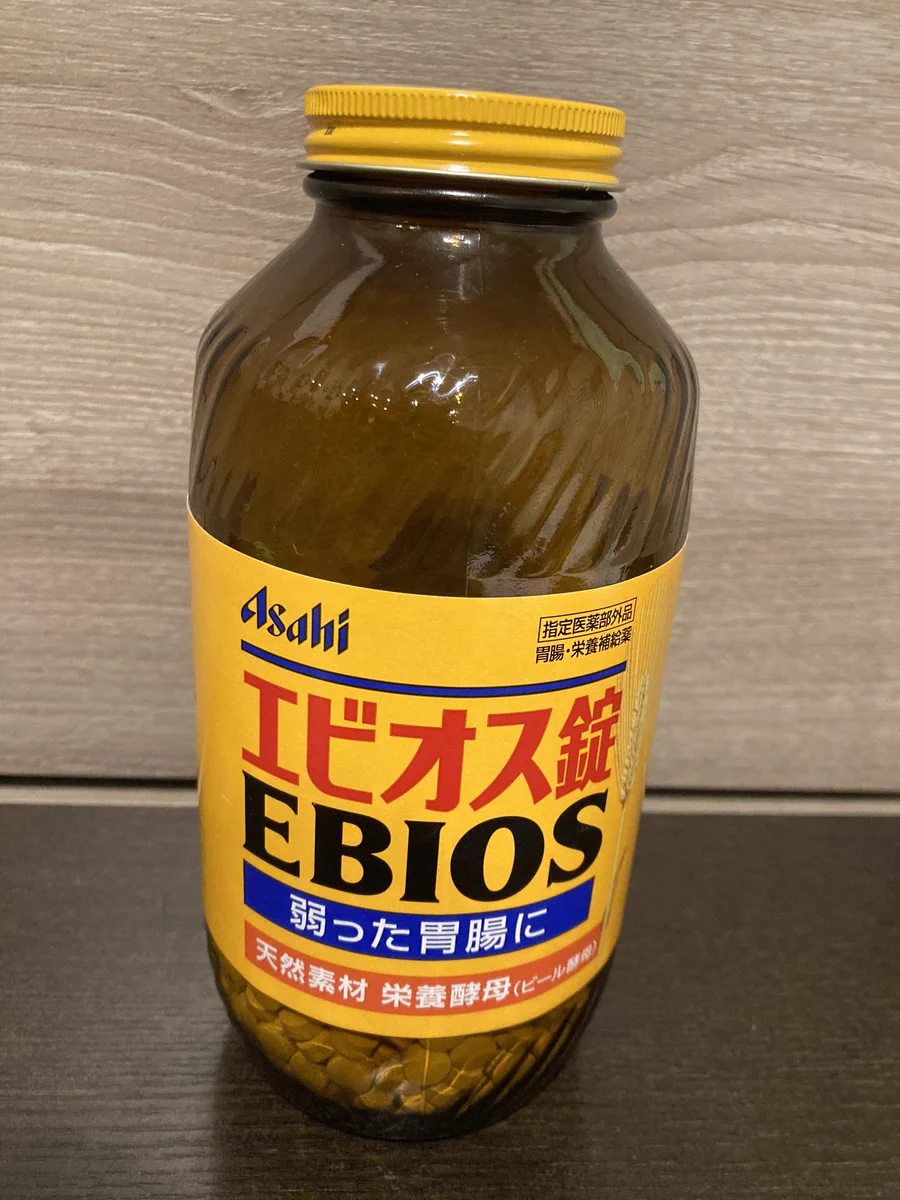 Asahi
指定医薬部外品
胃腸・栄養補給薬
エビオス錠
EBIOS
弱った胃腸に
天然素材 栄養酵母(ビール酵母)